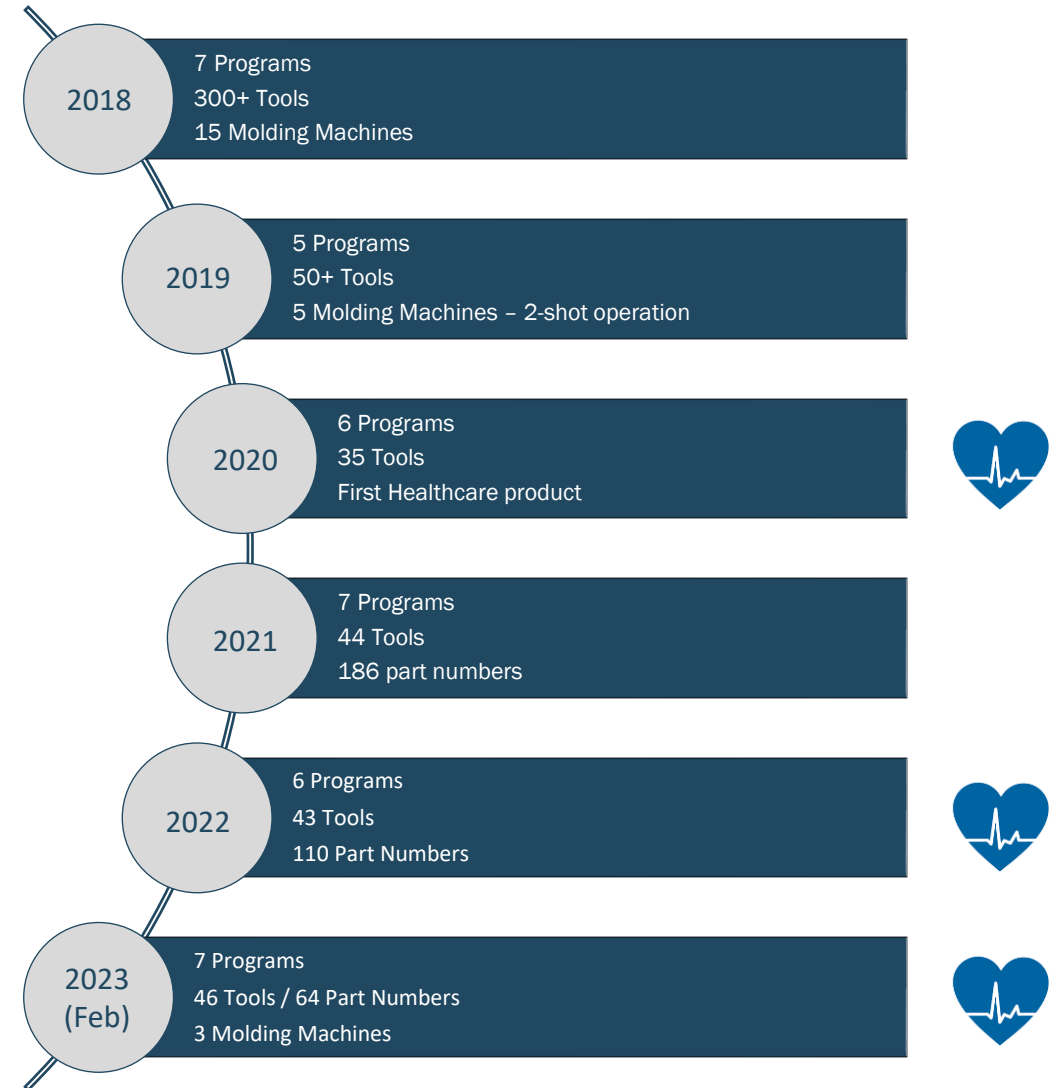 2018
7 Programs
300+ Tools
15 Molding Machines
2019
5 Programs
50+ Tools
5 Molding Machines – 2-shot operation
2020
6 Programs
35 Tools
First Healthcare product
2021
7 Programs
44 Tools
186 part numbers
2022
6 Programs
43 Tools
110 Part Numbers
2023
(Feb)
7 Programs
46 Tools / 64 Part Numbers
3 Molding Machines